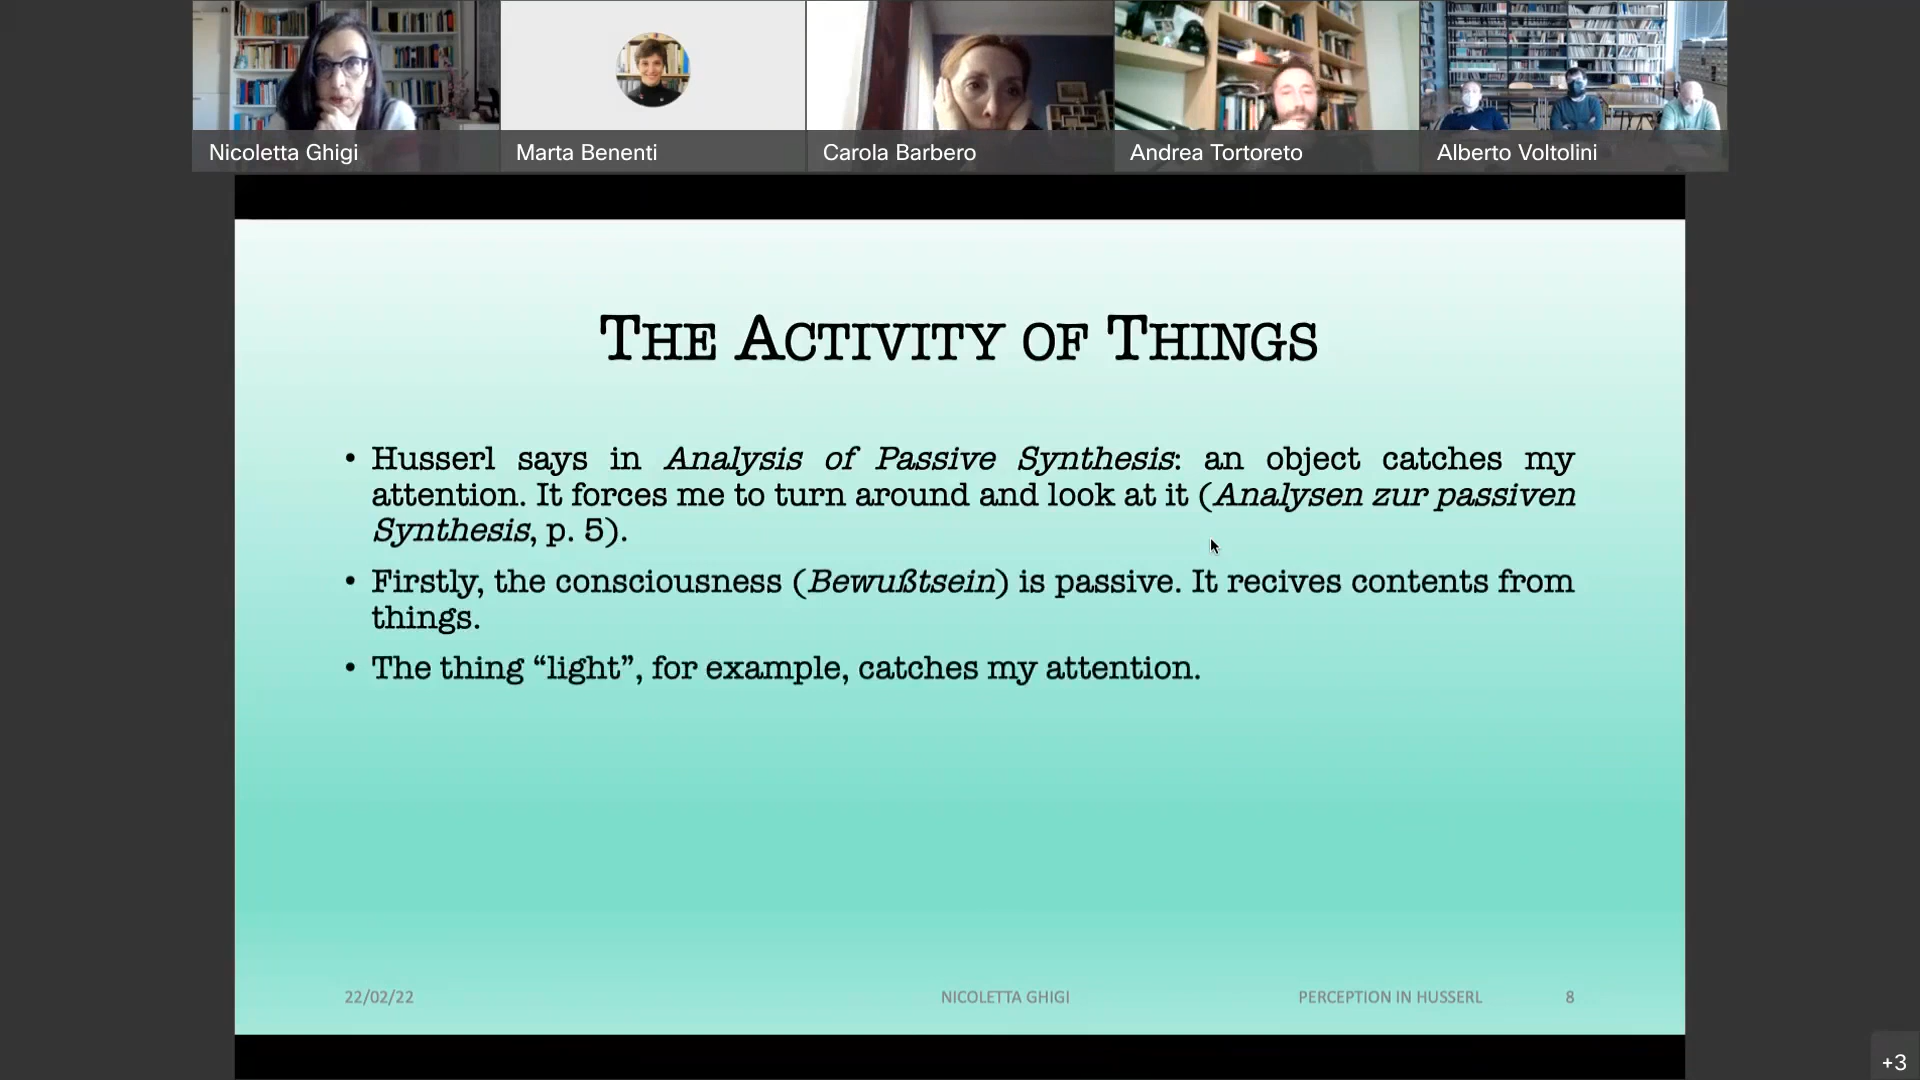 Nicoletta Ghigi
Marta Benenti
Carola Barbero
Andrea Tortoreto
Alberto Voltolini
THE ACTIVITY OF THINGS
• Husserl says in Analysis of Passive Synthesis: an object catches my
attention. It forces me to turn around and look at it (Analysen zur passiven
Synthesis, p. 5).
• Firstly, the consciousness (Bewußtsein) is passive. It recives contents from
things.
• The thing “light”, for example, catches my attention.
22/02/22
NICOLETTA GHIGI
PERCEPTION IN HUSSERL
8
+3